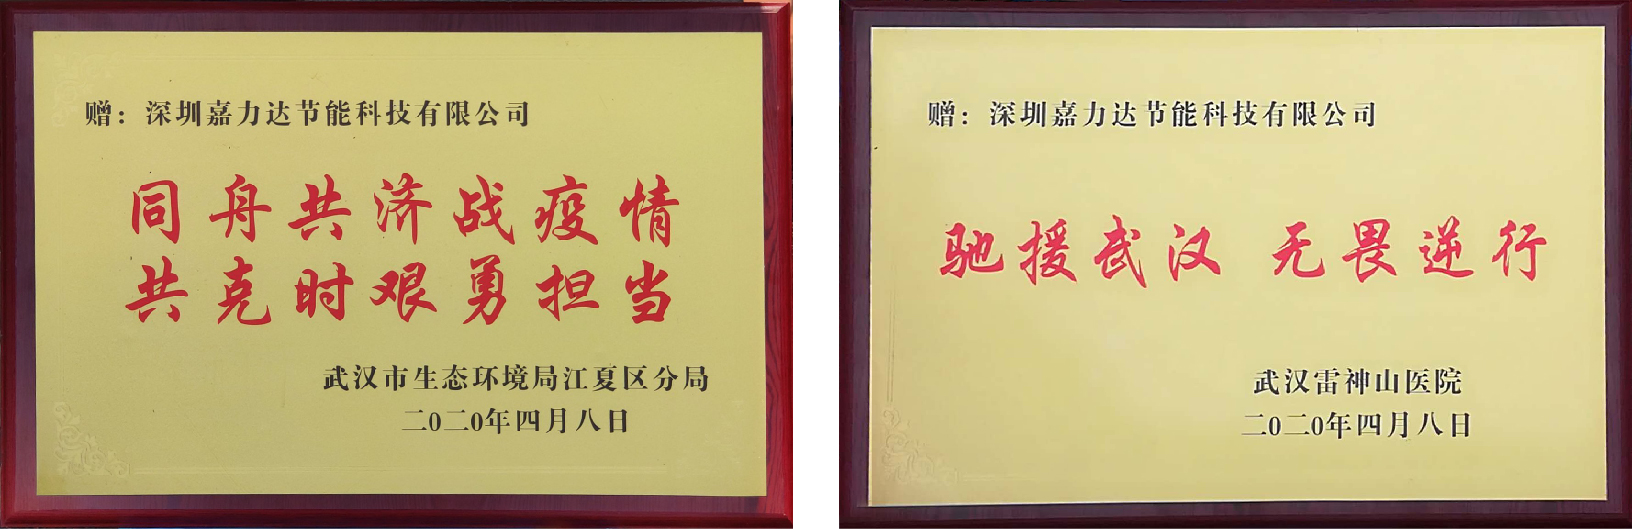 赠：深圳嘉力达节能科技有限公司
同舟共济战疫情
共克时艰勇担当
武汉市生态环境局江夏区分局
二0二0年四月八日
赠：深圳嘉力达节能科技有限公司
驰援武汉 无畏逆行
武汉雷神山医院
二0二0年四月八日